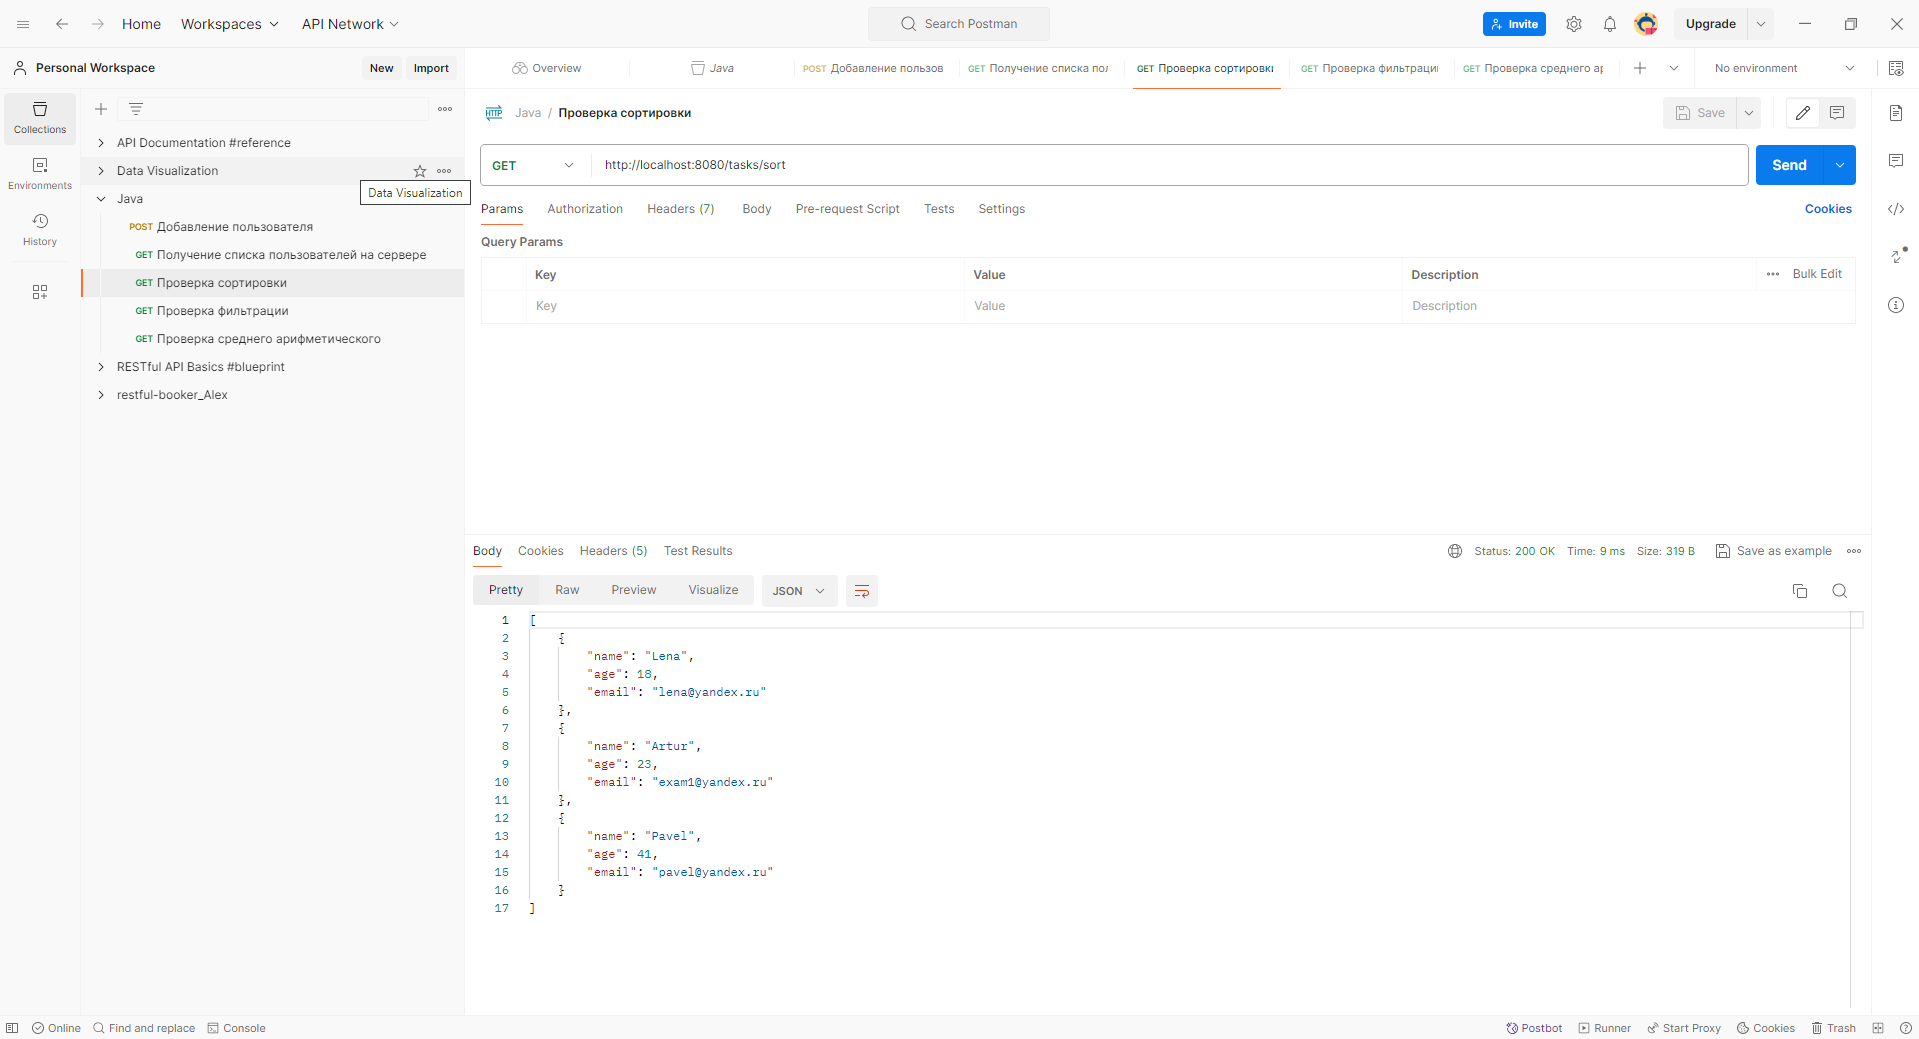 Home Workspaces API Network Search Postman Invite Upgrade
Personal Workspace New Import
Overview Java POST Добавление пользов GET Получение списка пол GET Проверка сортировки GET Проверка фильтраци GET Проверка среднего ар No environment
Collections
Environments
History
API Documentation #reference
Data Visualization
Data Visualization
Java
POST Добавление пользователя
GET Получение списка пользователей на сервере
GET Проверка сортировки
GET Проверка фильтрации
GET Проверка среднего арифметического
RESTful API Basics #blueprint
restful-booker_Alex
HTTP Java / Проверка сортировки Save
GET http://localhost:8080/tasks/sort Send
Params Authorization Headers (7) Body Pre-request Script Tests Settings Cookies
Query Params
Key Value Description Bulk Edit
Key Value Description
Body Cookies Headers (5) Test Results Status: 200 OK Time: 9 ms Size: 319 B Save as example
Pretty Raw Preview Visualize JSON
1 [
2 {
3 "name": "Lena",
4 "age": 18,
5 "email": "lena@yandex.ru"
6 },
7 {
8 "name": "Artur",
9 "age": 23,
10 "email": "exam1@yandex.ru"
11 },
12 {
13 "name": "Pavel",
14 "age": 41,
15 "email": "pavel@yandex.ru"
16 }
17 ]
Online Find and replace Console Postbot Runner Start Proxy Cookies Trash